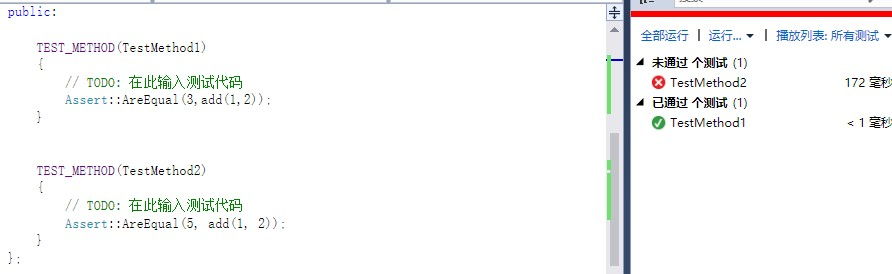 public:
TEST_METHOD(TestMethod1)
{
// TODO: 在此输入测试代码
Assert::AreEqual(3,add(1,2));
}
TEST_METHOD(TestMethod2)
{
// TODO: 在此输入测试代码
Assert::AreEqual(5, add(1, 2));
}
};
全部运行 | 运行... | 播放列表: 所有测试
未通过 个测试 (1)
TestMethod2 172 毫秒
已通过 个测试 (1)
TestMethod1 < 1 毫秒